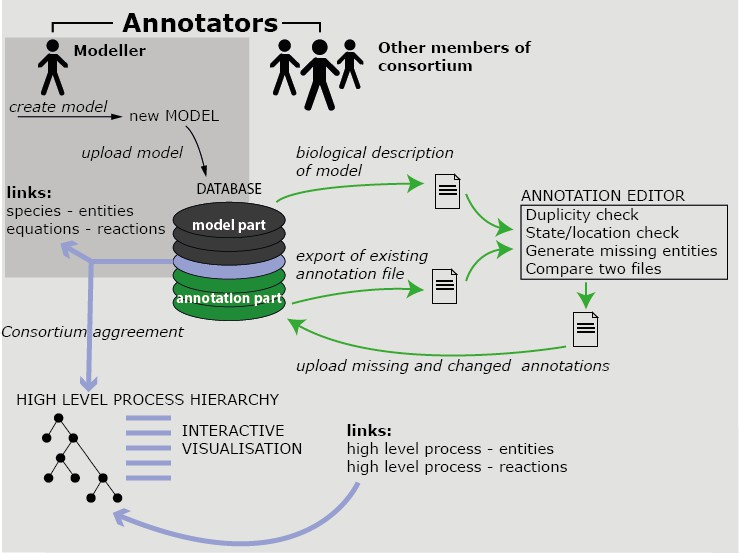 Annotators
Modeller
Other members of
consortium
create model
new MODEL
upload model
DATABASE
links:
species - entities
equations - reactions
model part
annotation part
biological description
of model
export of existing
annotation file
ANNOTATION EDITOR
Duplicity check
State/location check
Generate missing entities
Compare two files
upload missing and changed annotations
Consortium aggreement
HIGH LEVEL PROCESS HIERARCHY
INTERACTIVE
VISUALISATION
links:
high level process - entities
high level process - reactions